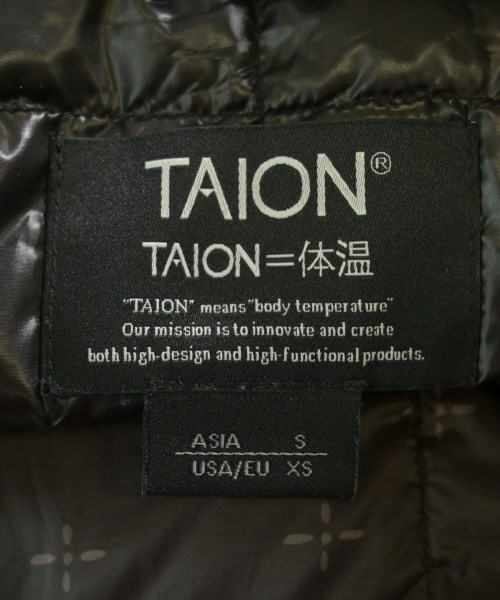 TAION®
TAION=体温
"TAION" means "body temperature"
Our mission is to innovate and create
both high-design and high-functional products.
ASIA S
USA/EU XS